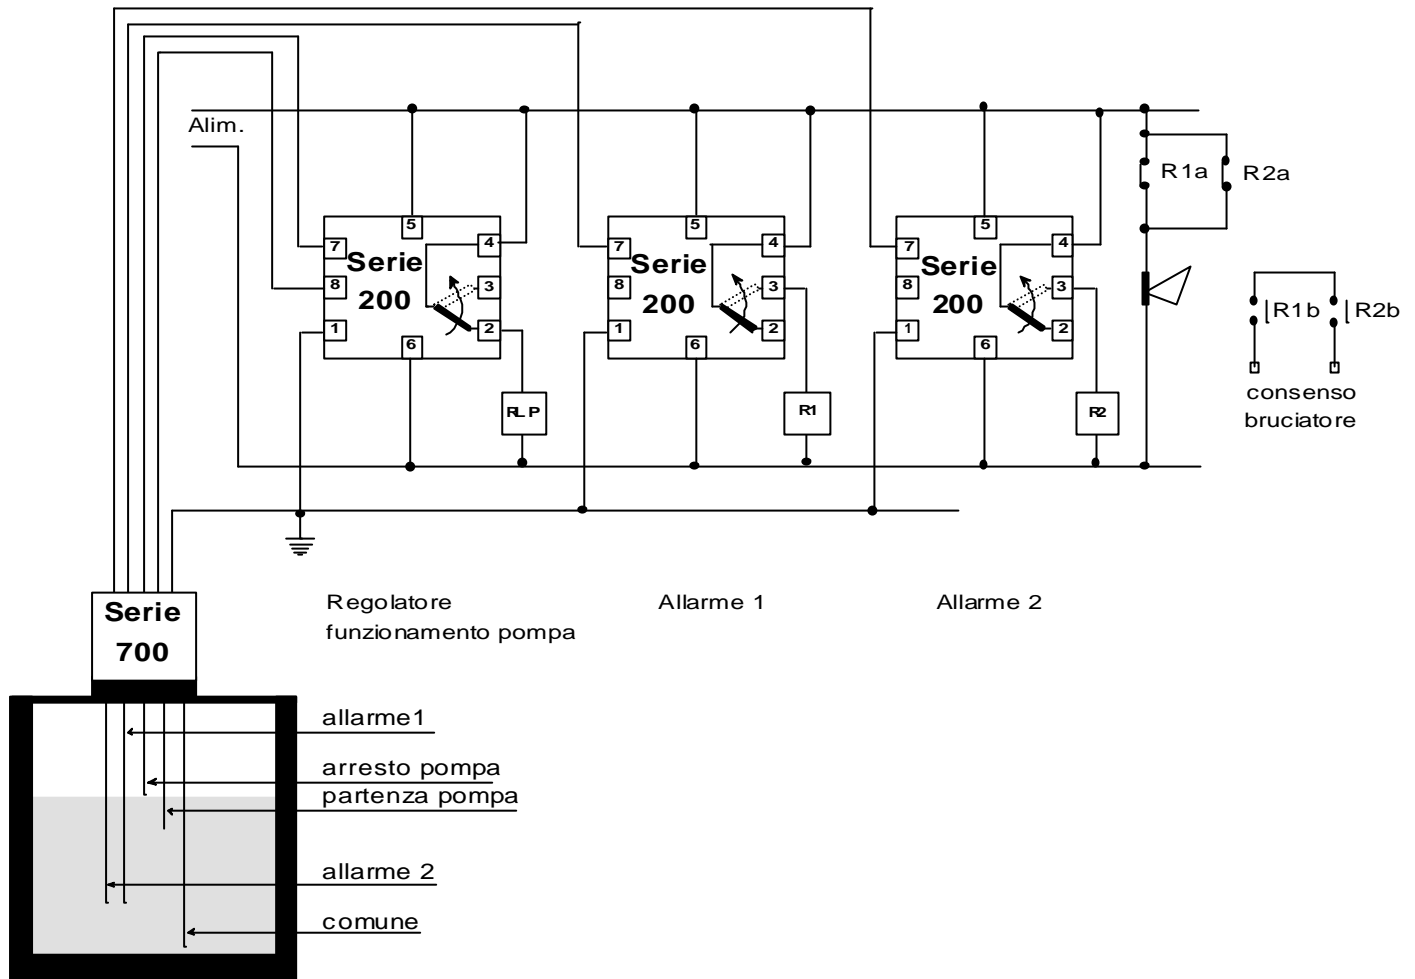 Alim.
5
5
5
7
4
7
4
7
4
Serie
200
Serie
200
Serie
200
8
3
8
3
8
3
1
2
1
2
1
2
6
6
6
RLP
R1
R2
R1a
R2a
R1b
R2b
consenso
bruciatore
Serie
700
Regolatore
funzionamento pompa
Allarme 1
Allarme 2
allarme1
arresto pompa
partenza pompa
allarme 2
comune